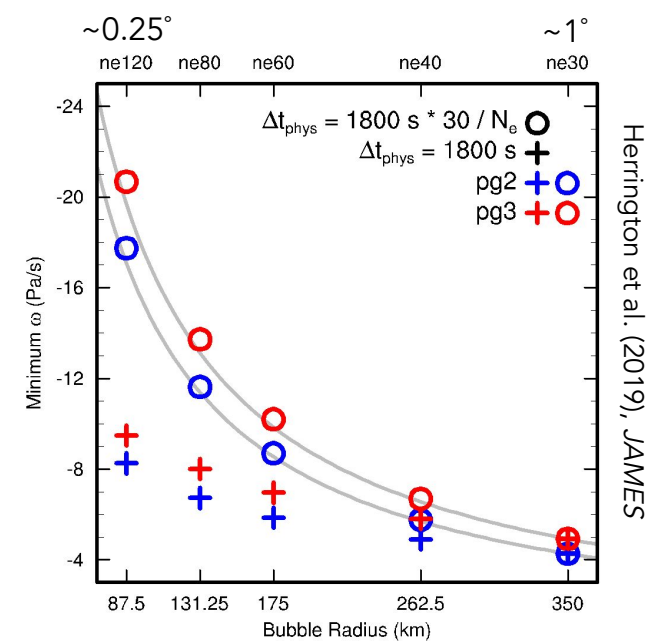 ~0.25° ~1°
ne120 ne80 ne60 ne40 ne30
Δt_phys = 1800 s * 30 / N_e
Δt_phys = 1800 s
pg2
pg3
-24
-20
-16
-12
-8
-4
Minimum ω (Pa/s)
87.5 131.25 175 262.5 350
Bubble Radius (km)
Herrington et al. (2019), JAMES